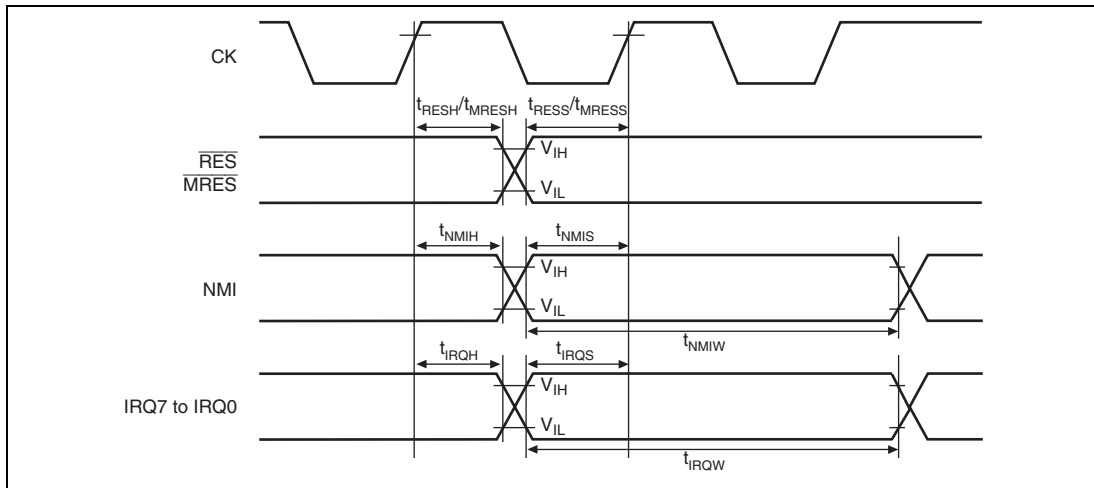 CK
tRESH/tMRESH tRESS/tMRESS
RES
MRES
VIH
VIL
tNMIH tNMIS
NMI
VIH
VIL
tNMIW
tIRQH tIRQS
IRQ7 to IRQ0
VIH
VIL
tIRQW